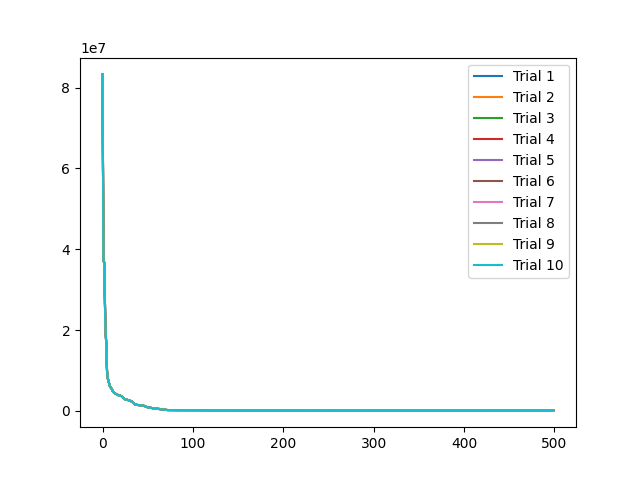 1e7
8
6
4
2
0
0 100 200 300 400 500
Trial 1
Trial 2
Trial 3
Trial 4
Trial 5
Trial 6
Trial 7
Trial 8
Trial 9
Trial 10